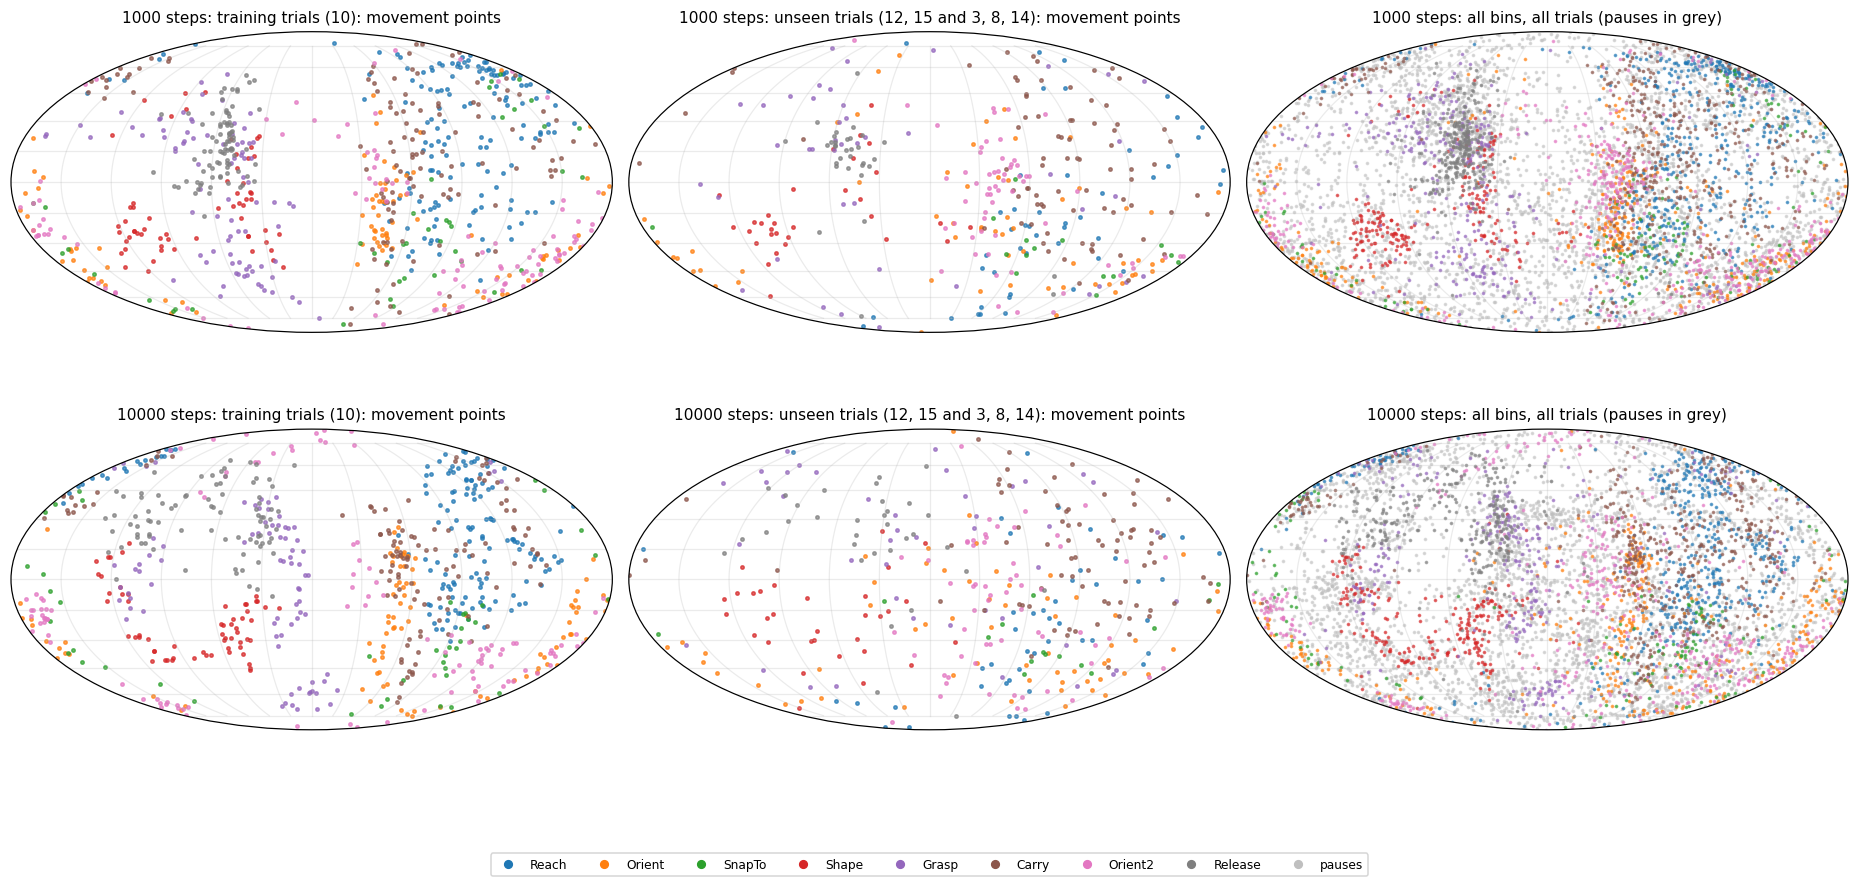 1000 steps: training trials (10): movement points
1000 steps: unseen trials (12, 15 and 3, 8, 14): movement points
1000 steps: all bins, all trials (pauses in grey)
10000 steps: training trials (10): movement points
10000 steps: unseen trials (12, 15 and 3, 8, 14): movement points
10000 steps: all bins, all trials (pauses in grey)
Reach Orient SnapTo Shape Grasp Carry Orient2 Release pauses